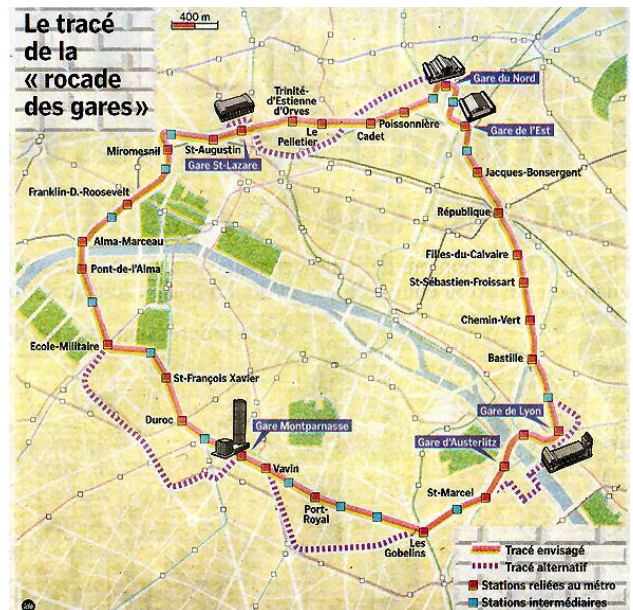 Le tracé
de la
« rocade
des gares»
400 m
Gare du Nord
Trinité-
d'Estienne
d'Orves
Poissonnière
Gare de l'Est
Le
Pelletier
Cadet
St-Augustin
Miromesnil
Gare St-Lazare
Jacques-Bonsergent
Franklin-D.-Roosevelt
République
Alma-Marceau
Filles-du-Calvaire
Pont-de-l'Alma
St-Sébastien-Froissart
Chemin-Vert
Ecole-Militaire
Bastille
St-François Xavier
Gare de Lyon
Duroc
Gare Montparnasse
Gare d'Austerlitz
Vavin
St-Marcel
Port-
Royal
Les
Gobelins
Tracé envisagé
Tracé alternatif
Stations reliées au métro
Stations intermédiaires